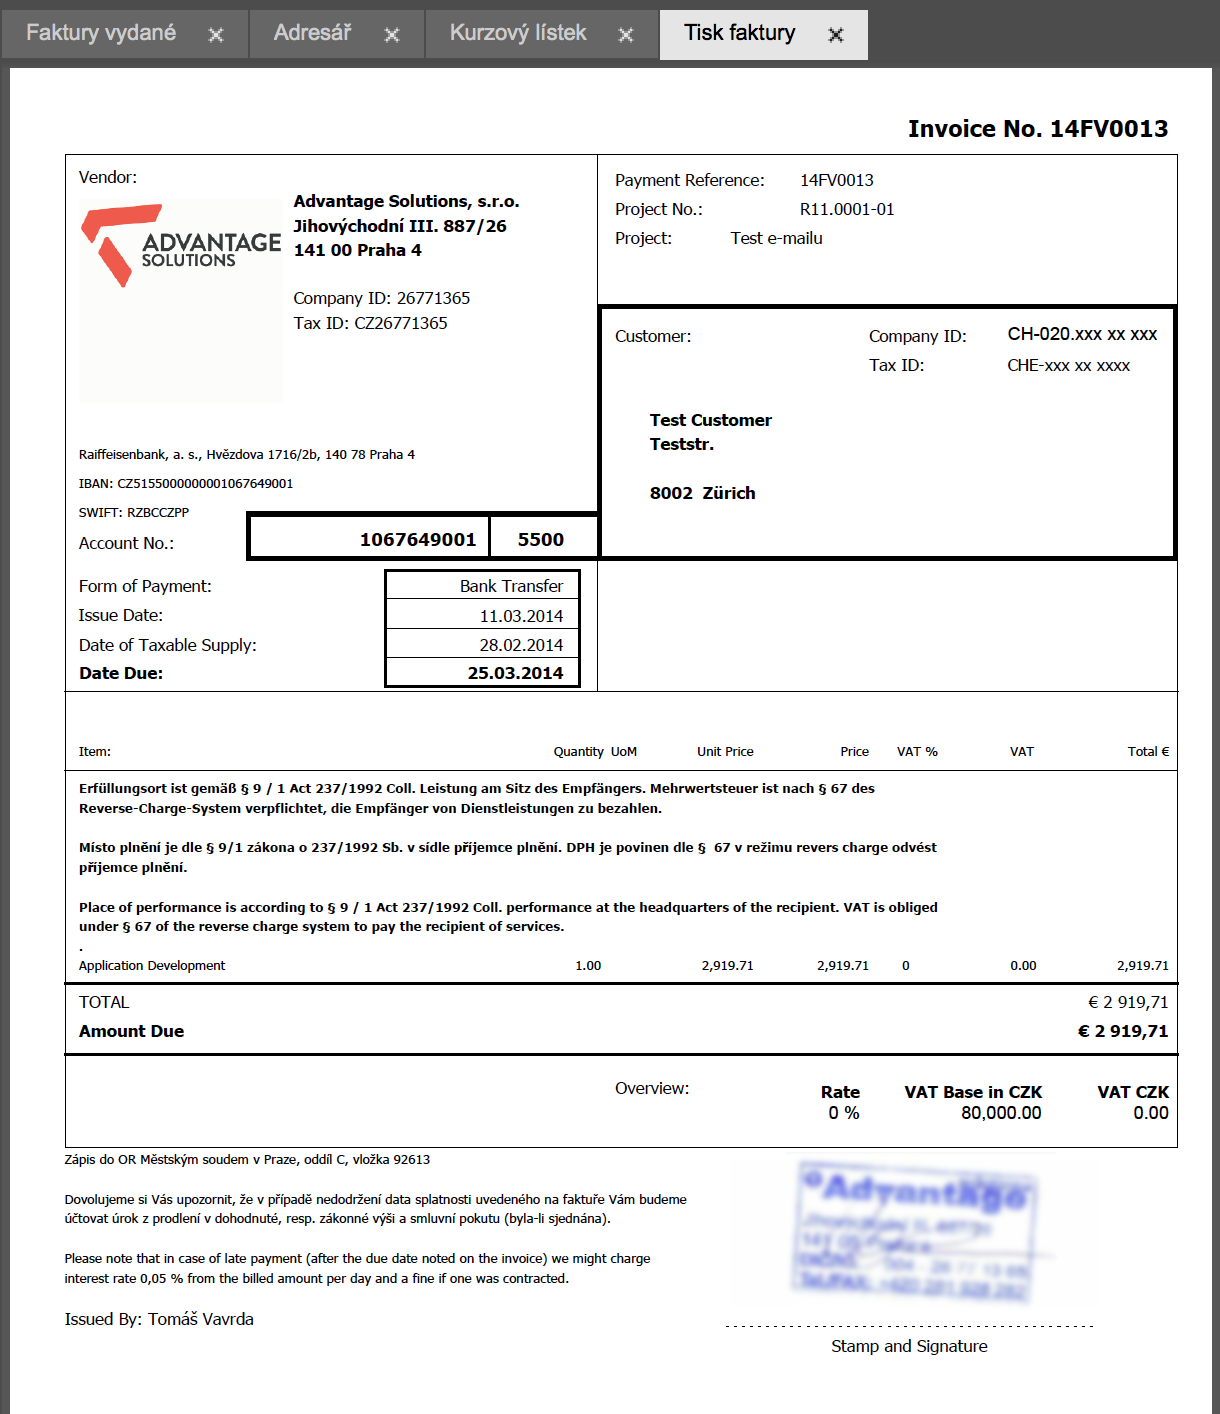 Faktury vydané
Adresář
Kurzový lístek
Tisk faktury
Invoice No. 14FV0013
Vendor:
ADVANTAGE
SOLUTIONS
Advantage Solutions, s.r.o.
Jihovýchodní III. 887/26
141 00 Praha 4
Company ID: 26771365
Tax ID: CZ26771365
Payment Reference: 14FV0013
Project No.: R11.0001-01
Project: Test e-mailu
Customer:
Company ID: CH-020.xxx xx xxx
Tax ID: CHE-xxx xx xxxx
Test Customer
Teststr.
8002 Zürich
Raiffeisenbank, a. s., Hvězdova 1716/2b, 140 78 Praha 4
IBAN: CZ5155000000001067649001
SWIFT: RZBCCZPP
Account No.: 1067649001 5500
Form of Payment: Bank Transfer
Issue Date: 11.03.2014
Date of Taxable Supply: 28.02.2014
Date Due: 25.03.2014
Item: Quantity UoM Unit Price Price VAT % VAT Total €
Erfüllungsort ist gemäß § 9 / 1 Act 237/1992 Coll. Leistung am Sitz des Empfängers. Mehrwertsteuer ist nach § 67 des
Reverse-Charge-System verpflichtet, die Empfänger von Dienstleistungen zu bezahlen.
Místo plnění je dle § 9/1 zákona o 237/1992 Sb. v sídle příjemce plnění. DPH je povinen dle § 67 v režimu revers charge odvést
příjemce plnění.
Place of performance is according to § 9 / 1 Act 237/1992 Coll. performance at the headquarters of the recipient. VAT is obliged
under § 67 of the reverse charge system to pay the recipient of services.
.
Application Development 1.00 2,919.71 2,919.71 0 0.00 2,919.71
TOTAL € 2 919,71
Amount Due € 2 919,71
Overview:
Rate VAT Base in CZK VAT CZK
0 % 80,000.00 0.00
Zápis do OR Městským soudem v Praze, oddíl C, vložka 92613
Dovolujeme si Vás upozornit, že v případě nedodržení data splatnosti uvedeného na faktuře Vám budeme
účtovat úrok z prodlení v dohodnuté, resp. zákonné výši a smluvní pokutu (byla-li sjednána).
Please note that in case of late payment (after the due date noted on the invoice) we might charge
interest rate 0,05 % from the billed amount per day and a fine if one was contracted.
Issued By: Tomáš Vavrda
Advantage
Stamp and Signature